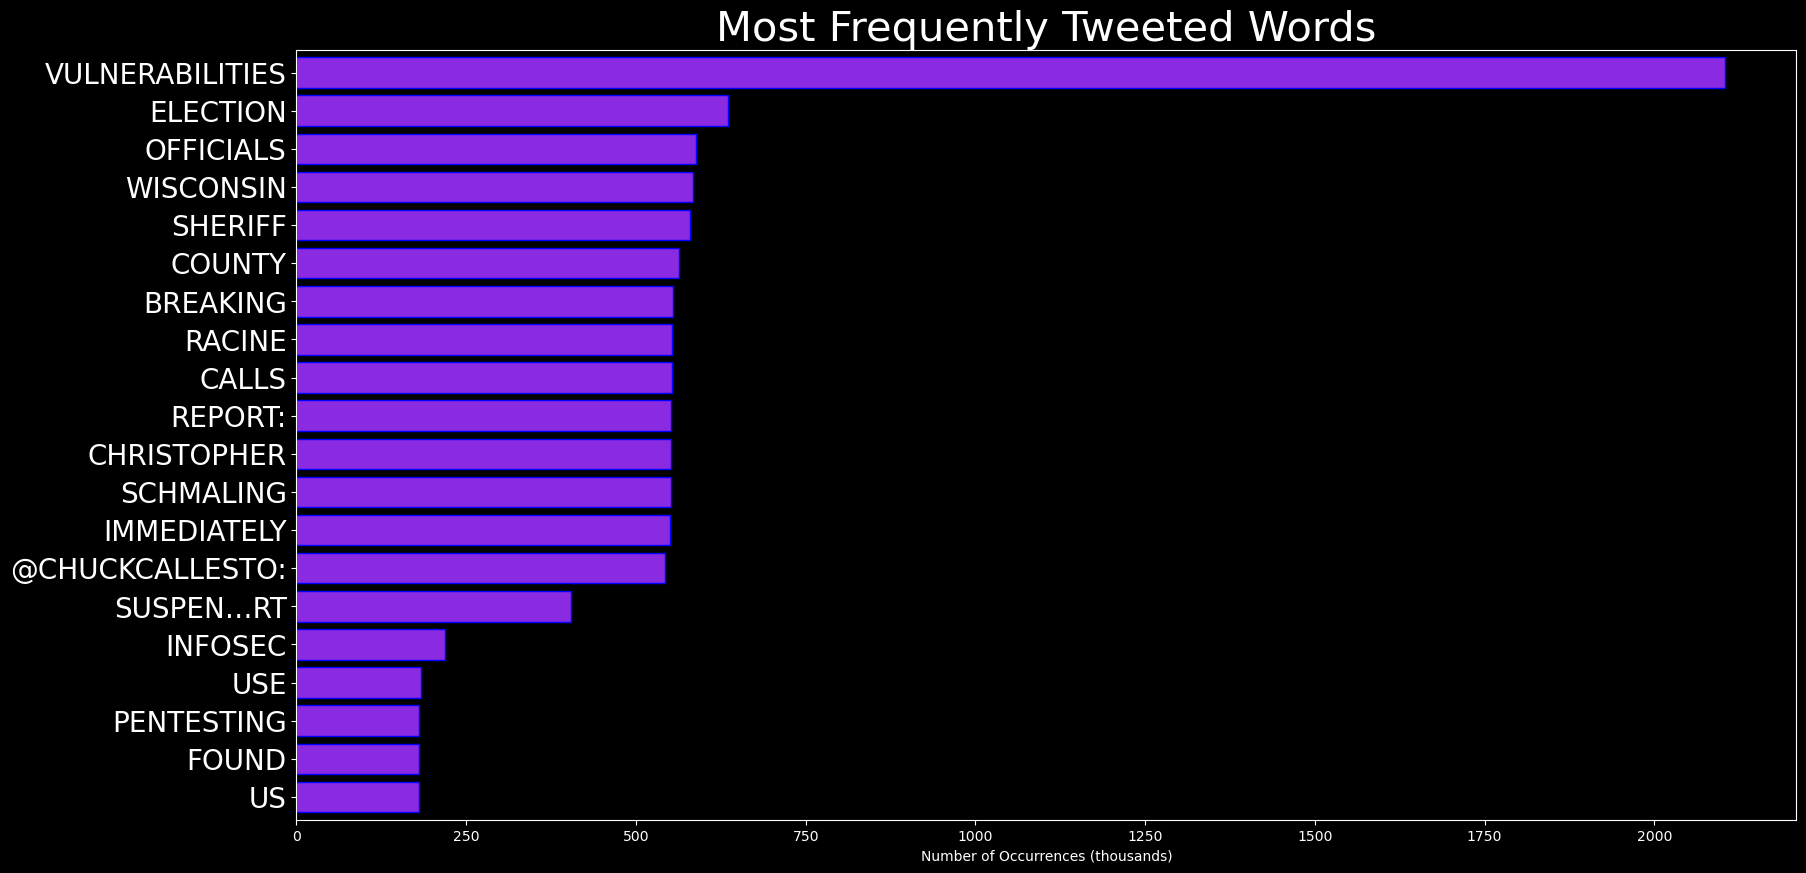 Most Frequently Tweeted Words
VULNERABILITIES
ELECTION
OFFICIALS
WISCONSIN
SHERIFF
COUNTY
BREAKING
RACINE
CALLS
REPORT:
CHRISTOPHER
SCHMALING
IMMEDIATELY
@CHUCKCALLESTO:
SUSPEN…RT
INFOSEC
USE
PENTESTING
FOUND
US
0 250 500 750 1000 1250 1500 1750 2000
Number of Occurrences (thousands)